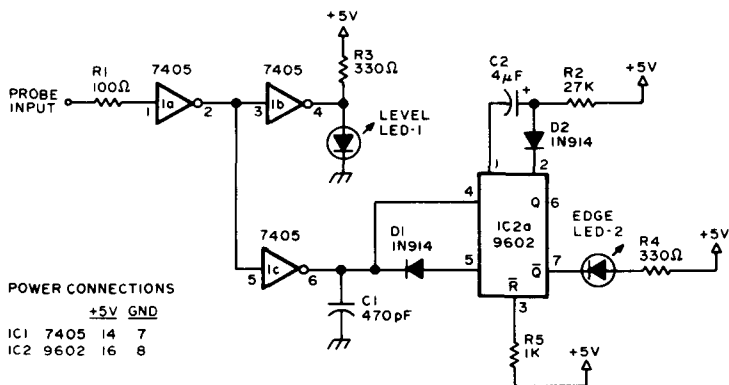 +5V
7405
7405
R3
330Ω
R1
100Ω
PROBE
INPUT
1
1a
2
3
1b
4
LEVEL
LED-1
C2
4µF
+
R2
27K
+5V
D2
1N914
1
2
7405
5
1c
6
D1
1N914
4
5
Q
6
IC2a
9602
Q̅
7
R̅
3
EDGE
LED-2
R4
330Ω
+5V
C1
470pF
R5
1K
+5V
POWER CONNECTIONS
+5V GND
IC1 7405 14 7
IC2 9602 16 8